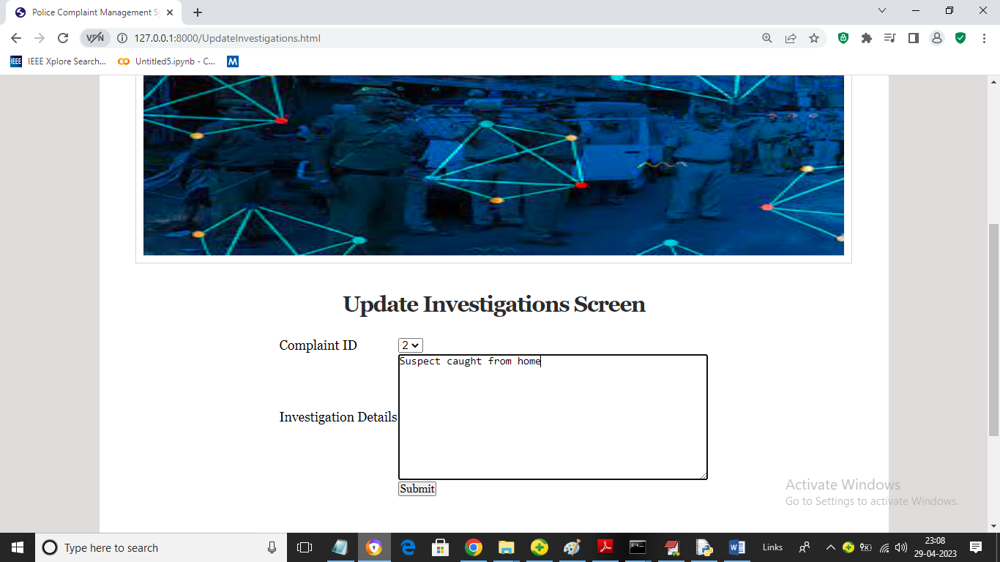 Police Complaint Management S
127.0.0.1:8000/UpdateInvestigations.html
IEEE IEEE Xplore Search... Untitled5.ipynb - C... M
Update Investigations Screen
Complaint ID 2
Suspect caught from home
Investigation Details
Submit
Activate Windows
Go to Settings to activate Windows.
Type here to search
Links
23:08
29-04-2023